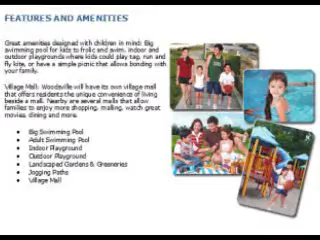 FEATURES AND AMENITIES
Great amenities designed with children in mind: Big
swimming pool for kids to frolic and swim, indoor and
outdoor playgrounds where kids could play tag, run and
fly kits, or have a simple picnic that allows bonding with
your family.
Village Mall: Woodsville will have its own village mall
that offers residents the unique convenience of living
beside a mall. Nearby are several malls that allow
families to enjoy more shopping, malling, watch great
movies, dining and more.
• Big Swimming Pool
• Adult Swimming Pool
• Indoor Playground
• Outdoor Playground
• Landscaped Gardens & Greeneries
• Jogging Paths
• Village Mall